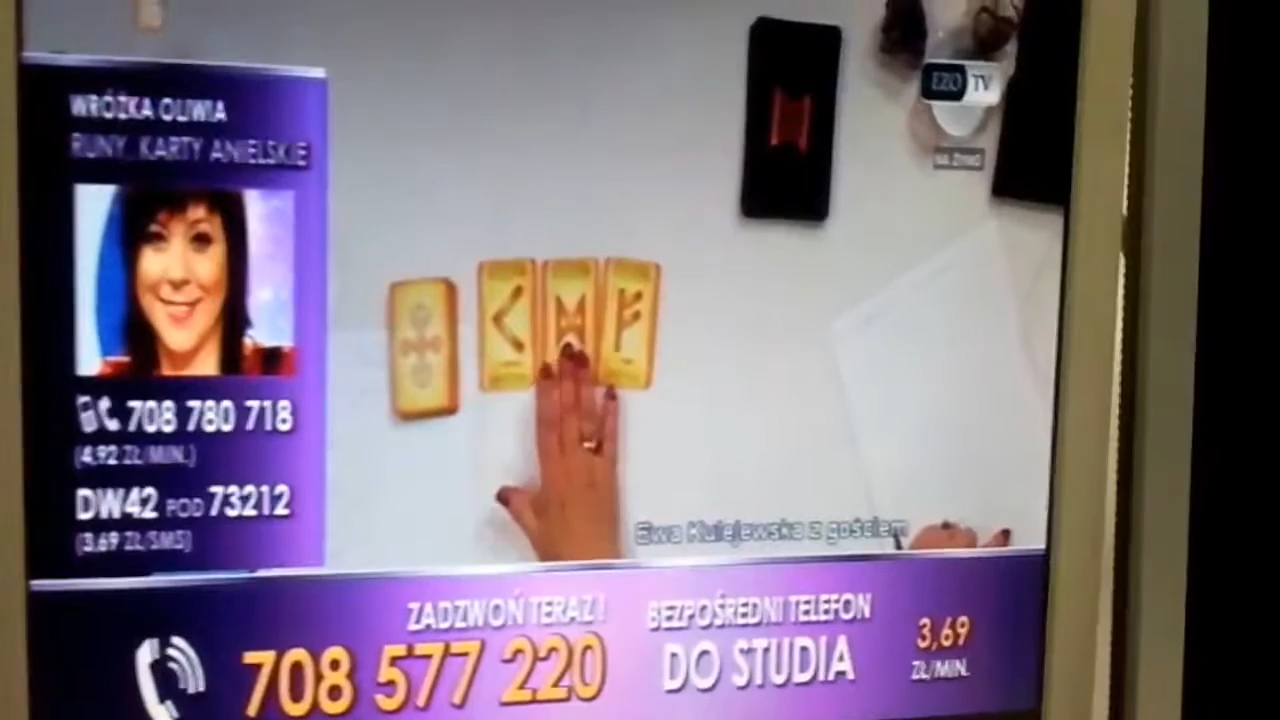 WRÓŻKA OLIWIA
RUNY, KARTY ANIELSKIE
708 780 718
(4,92 ZŁ/MIN.)
DW42 POD 73212
(3,69 ZŁ/SMS)
EZO TV
NA ŻYWO
Ewa Kulejewska z gościem
ZADZWOŃ TERAZ !
708 577 220
BEZPOŚREDNI TELEFON
DO STUDIA
3,69
ZŁ/MIN.